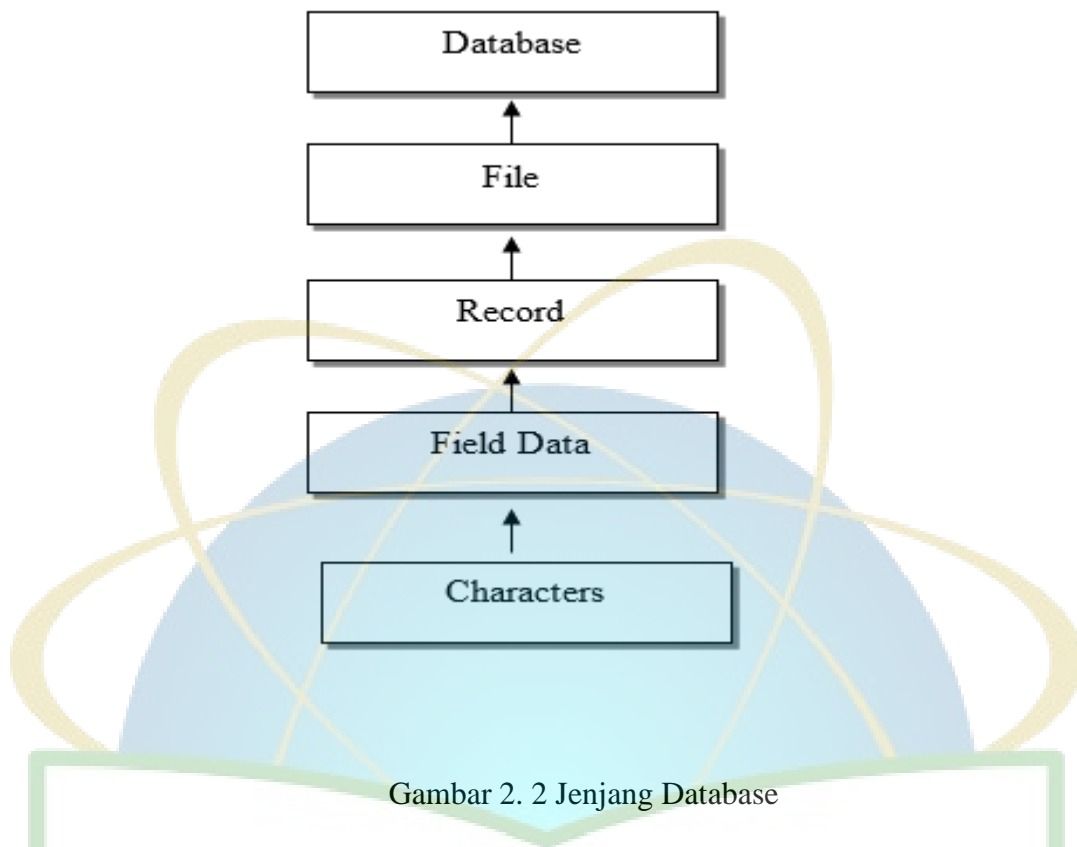 Database
File
Record
Field Data
Characters
Gambar 2. 2 Jenjang Database